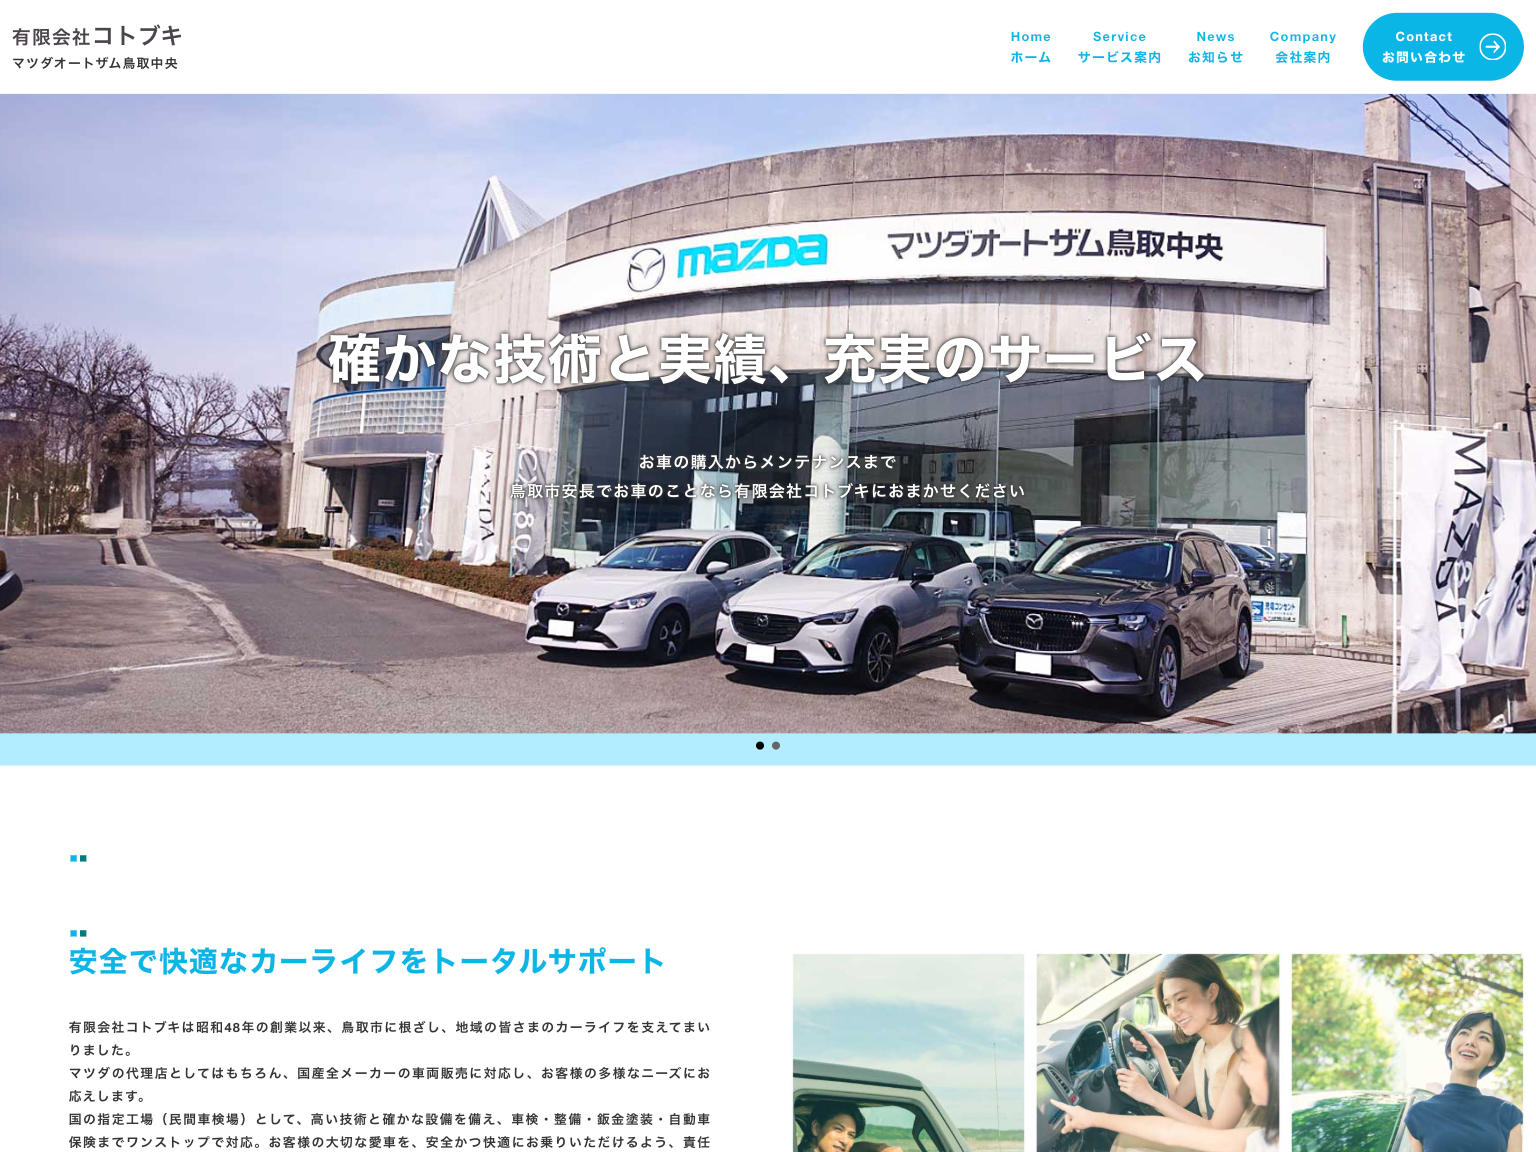 有限会社コトブキ
マツダオートザム鳥取中央
Home
ホーム
Service
サービス案内
News
お知らせ
Company
会社案内
Contact
お問い合わせ
mazda マツダオートザム鳥取中央
確かな技術と実績、充実のサービス
お車の購入からメンテナンスまで
鳥取市安長でお車のことなら有限会社コトブキにおまかせください
MAZDA
MAZDA
安全で快適なカーライフをトータルサポート
有限会社コトブキは昭和48年の創業以来、鳥取市に根ざし、地域の皆さまのカーライフを支えてまい
りました。
マツダの代理店としてはもちろん、国産全メーカーの車両販売に対応し、お客様の多様なニーズにお
応えします。
国の指定工場（民間車検場）として、高い技術と確かな設備を備え、車検・整備・鈑金塗装・自動車
保険までワンストップで対応。お客様の大切な愛車を、安全かつ快適にお乗りいただけるよう、責任